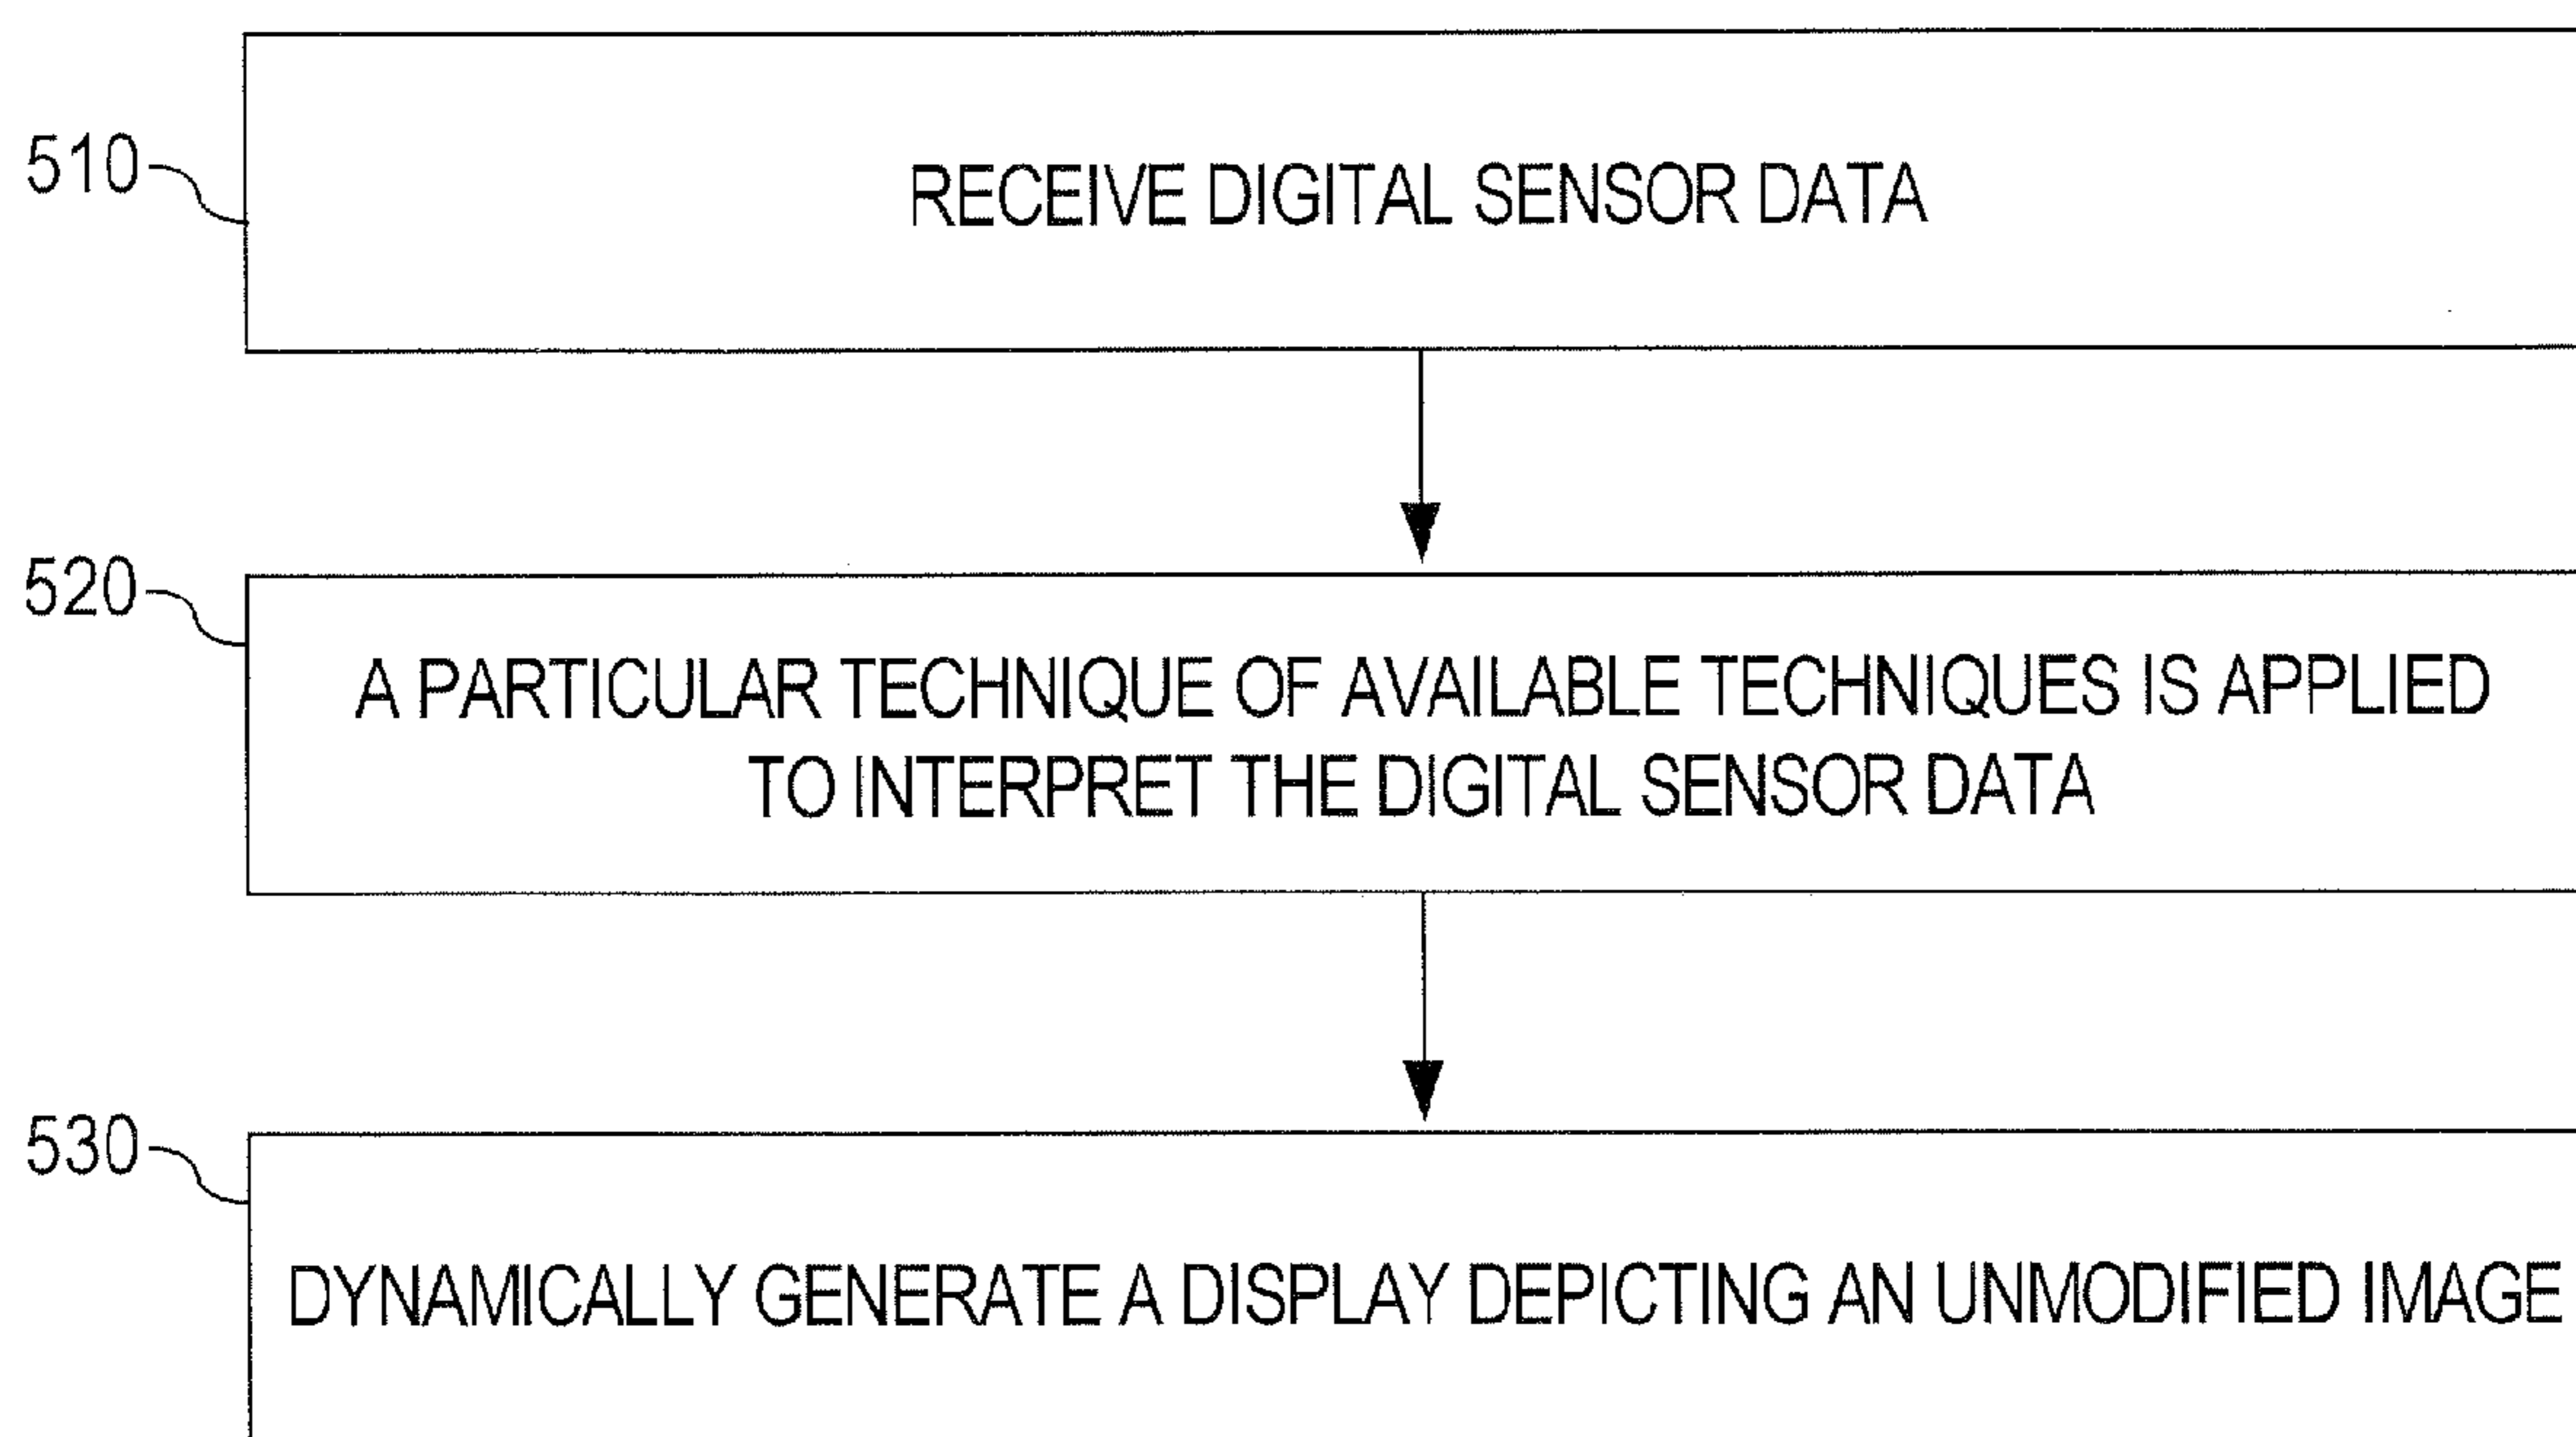 510
RECEIVE DIGITAL SENSOR DATA
520
A PARTICULAR TECHNIQUE OF AVAILABLE TECHNIQUES IS APPLIED
TO INTERPRET THE DIGITAL SENSOR DATA
530
DYNAMICALLY GENERATE A DISPLAY DEPICTING AN UNMODIFIED IMAGE